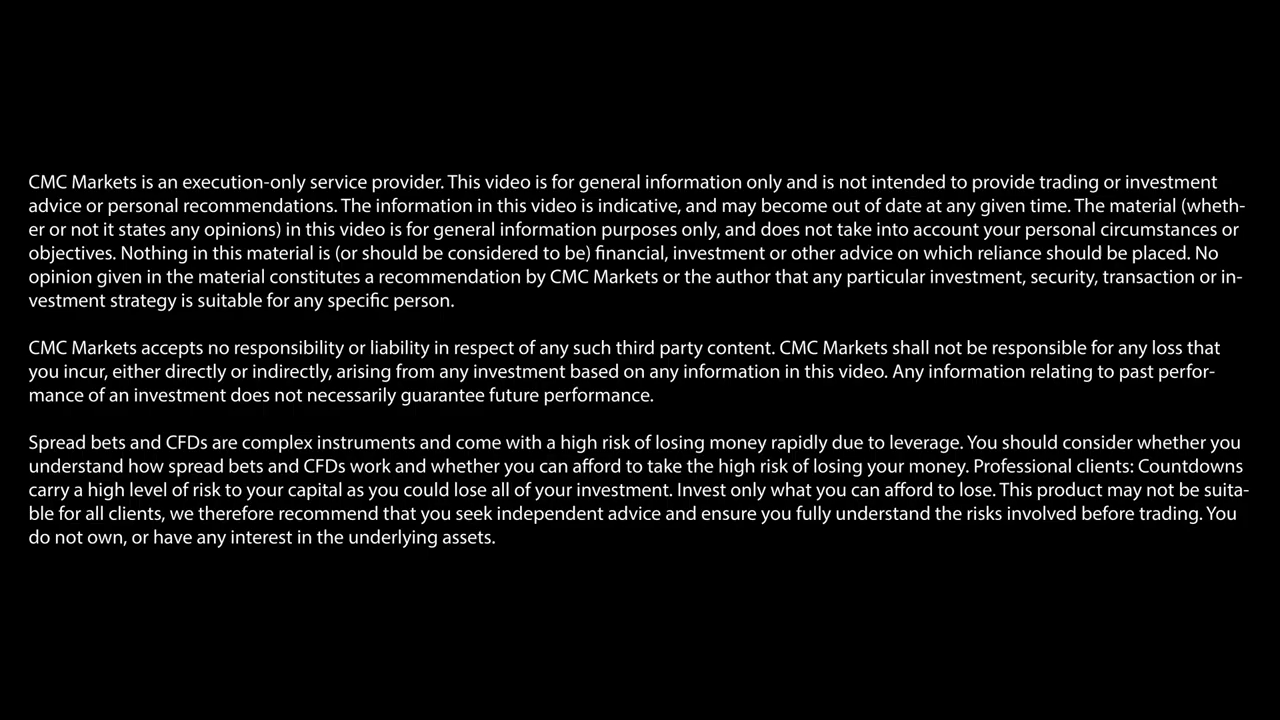 CMC Markets is an execution-only service provider. This video is for general information only and is not intended to provide trading or investment
advice or personal recommendations. The information in this video is indicative, and may become out of date at any given time. The material (wheth-
er or not it states any opinions) in this video is for general information purposes only, and does not take into account your personal circumstances or
objectives. Nothing in this material is (or should be considered to be) financial, investment or other advice on which reliance should be placed. No
opinion given in the material constitutes a recommendation by CMC Markets or the author that any particular investment, security, transaction or in-
vestment strategy is suitable for any specific person.
CMC Markets accepts no responsibility or liability in respect of any such third party content. CMC Markets shall not be responsible for any loss that
you incur, either directly or indirectly, arising from any investment based on any information in this video. Any information relating to past perfor-
mance of an investment does not necessarily guarantee future performance.
Spread bets and CFDs are complex instruments and come with a high risk of losing money rapidly due to leverage. You should consider whether you
understand how spread bets and CFDs work and whether you can afford to take the high risk of losing your money. Professional clients: Countdowns
carry a high level of risk to your capital as you could lose all of your investment. Invest only what you can afford to lose. This product may not be suita-
ble for all clients, we therefore recommend that you seek independent advice and ensure you fully understand the risks involved before trading. You
do not own, or have any interest in the underlying assets.